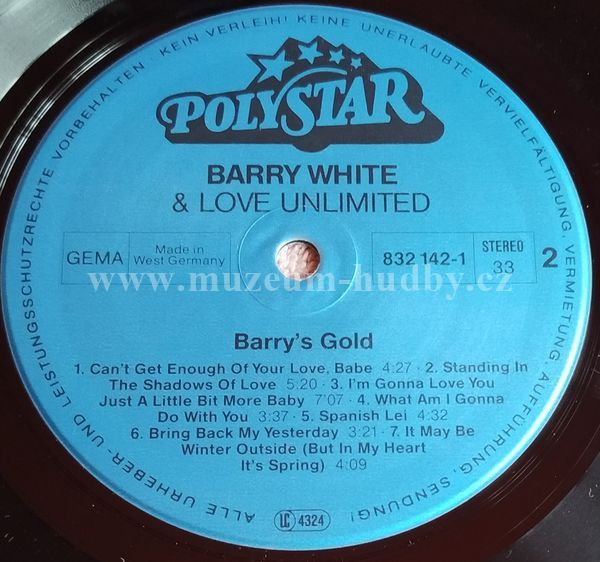 ALLE URHEBER- UND LEISTUNGSSCHUTZRECHTE VORBEHALTEN · KEIN VERLEIH! KEINE UNERLAUBTE VERVIELFÄLTIGUNG, VERMIETUNG, AUFFÜHRUNG, SENDUNG!
POLYSTAR
BARRY WHITE
& LOVE UNLIMITED
GEMA
Made in
West Germany
832 142-1
STEREO
33
2
www.muzeum-hudby.cz
Barry's Gold
1. Can't Get Enough Of Your Love, Babe 4:27 · 2. Standing In
The Shadows Of Love 5:20 · 3. I'm Gonna Love You
Just A Little Bit More Baby 7'07 · 4. What Am I Gonna
Do With You 3:37 · 5. Spanish Lei 4:32
6. Bring Back My Yesterday 3:21 · 7. It May Be
Winter Outside (But In My Heart
It's Spring) 4:09
LC 4324